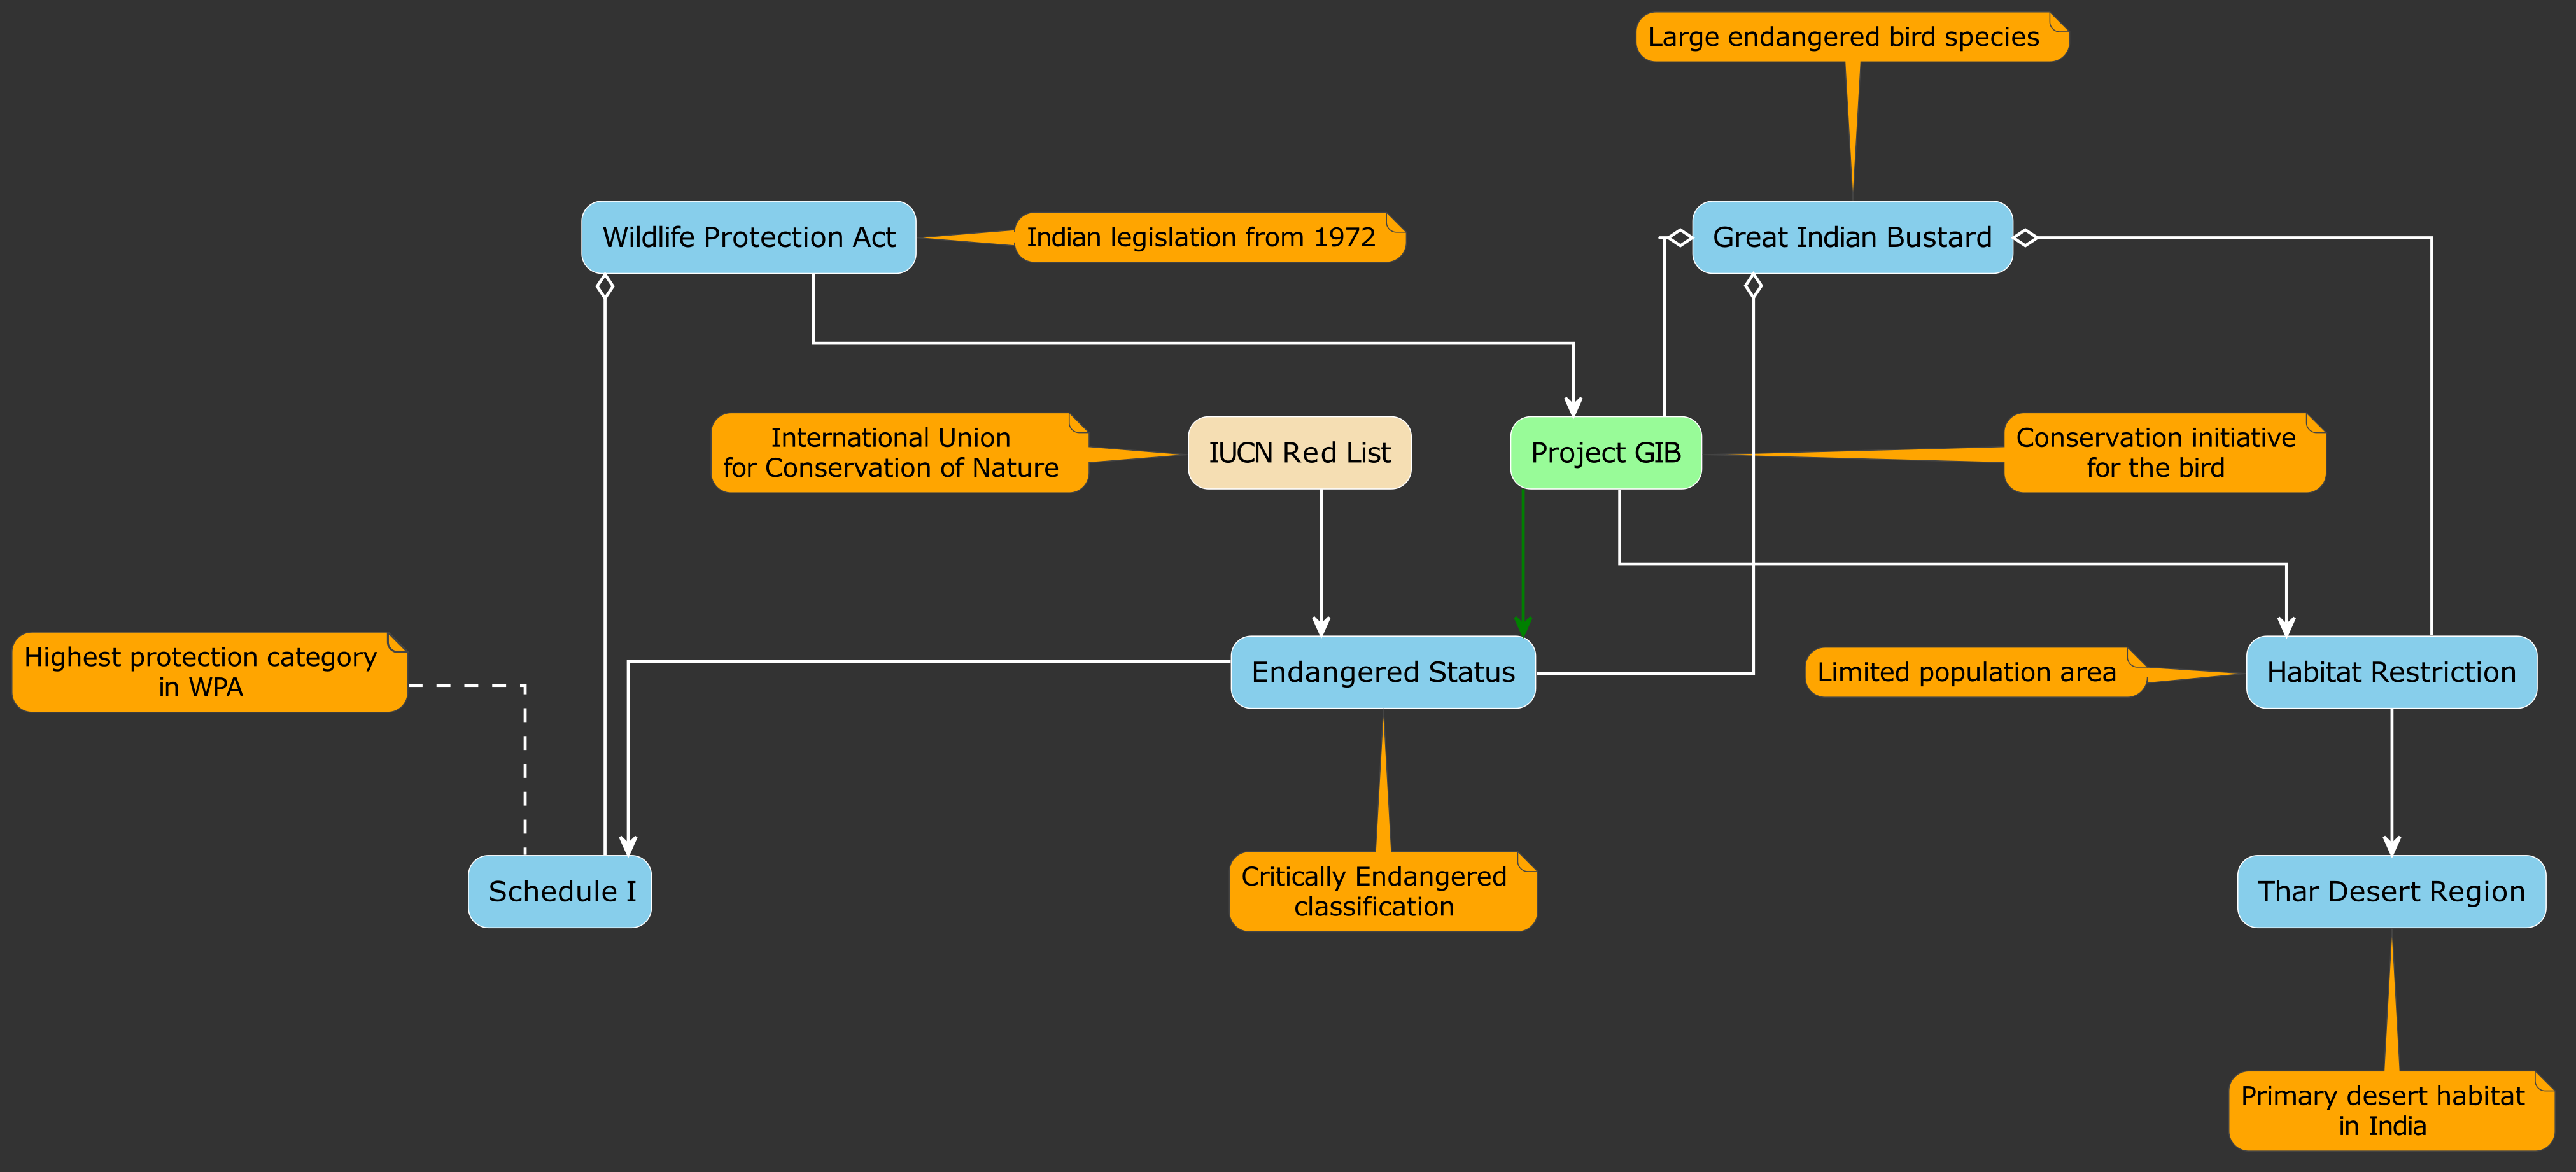 Large endangered bird species
Wildlife Protection Act
Indian legislation from 1972
Great Indian Bustard
International Union
for Conservation of Nature
IUCN Red List
Project GIB
Conservation initiative
for the bird
Highest protection category
in WPA
Endangered Status
Limited population area
Habitat Restriction
Schedule I
Critically Endangered
classification
Thar Desert Region
Primary desert habitat
in India